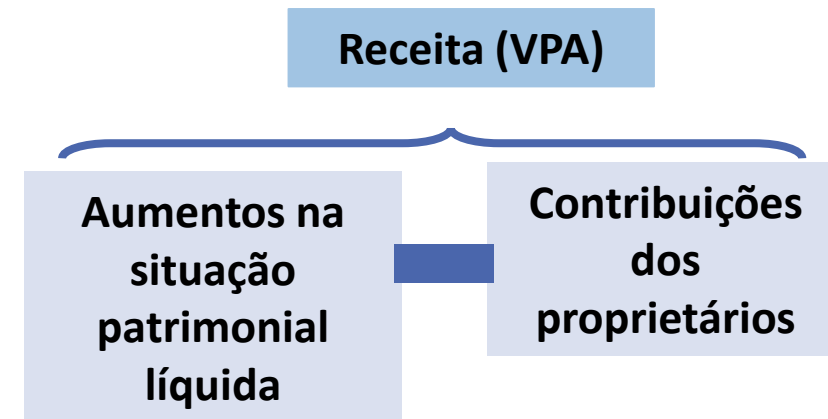 Receita (VPA)
Aumentos na
situação
patrimonial
líquida
Contribuições
dos
proprietários